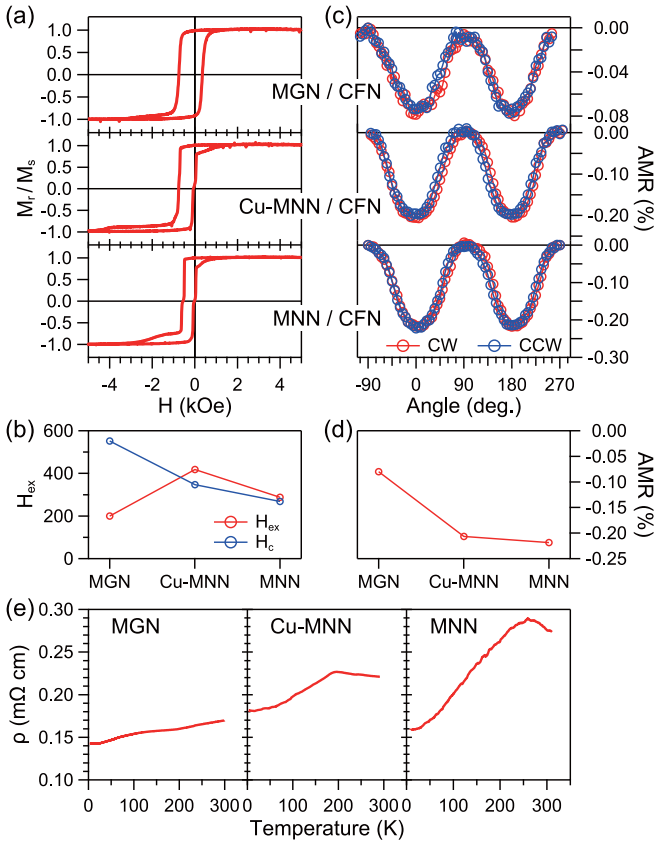 (a)
1.0
0.5
0.0
-0.5
-1.0
MGN / CFN
1.0
0.5
0.0
-0.5
-1.0
Cu-MNN / CFN
1.0
0.5
0.0
-0.5
-1.0
MNN / CFN
Mr / Ms
-4 -2 0 2 4
H (kOe)
(c)
0.00
-0.04
-0.08
0.00
-0.10
-0.20
0.00
-0.10
-0.20
-0.30
AMR (%)
CW CCW
-90 0 90 180 270
Angle (deg.)
(b)
600
400
200
0
Hex
Hex
Hc
MGN Cu-MNN MNN
(d)
0.00
-0.05
-0.10
-0.15
-0.20
-0.25
AMR (%)
MGN Cu-MNN MNN
(e)
0.30
0.25
0.20
0.15
0.10
ρ (mΩ cm)
MGN Cu-MNN MNN
0 100 200 300 0 100 200 300 0 100 200 300
Temperature (K)